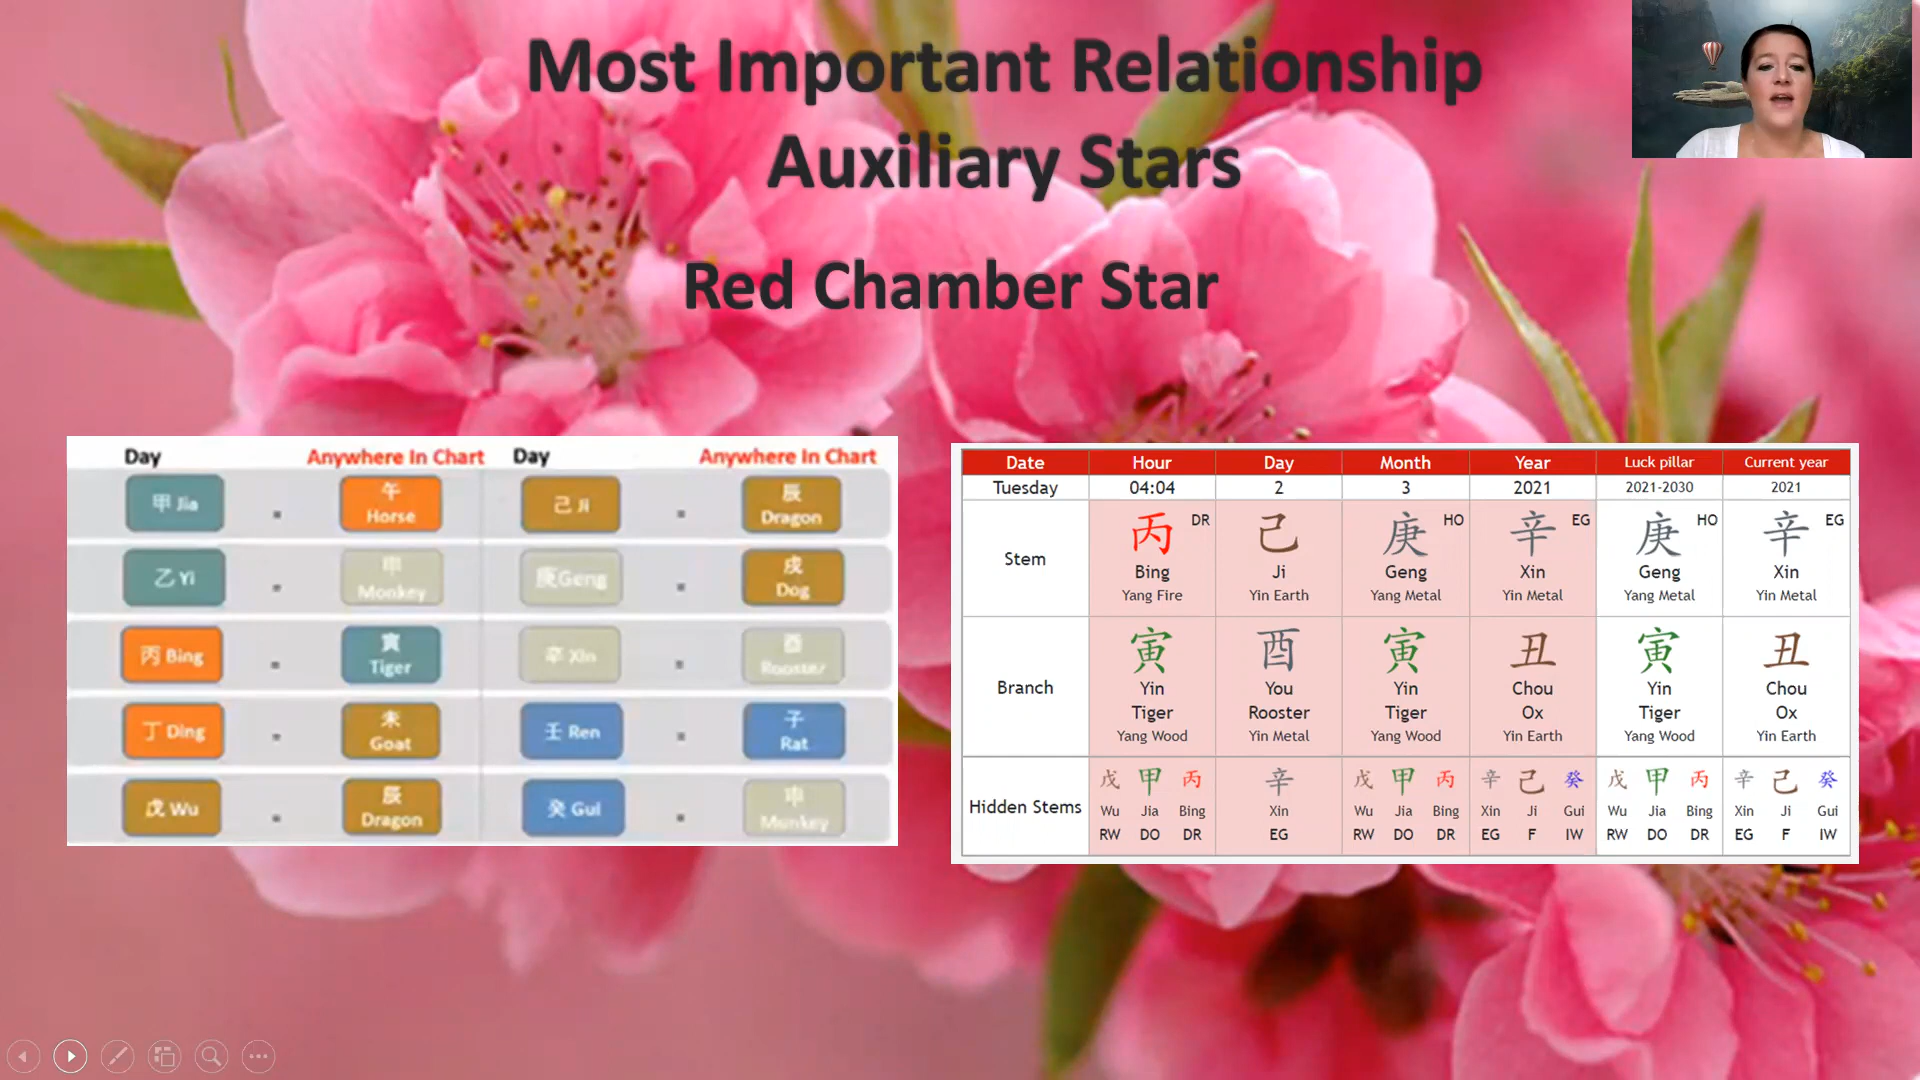 Most Important Relationship
Auxiliary Stars
Red Chamber Star
Day Anywhere In Chart Day Anywhere In Chart
甲 Jia 午 Horse 己 Ji 辰 Dragon
乙 Yi 申 Monkey 庚Geng 戌 Dog
丙 Bing 寅 Tiger 辛 Xin 酉 Rooster
丁 Ding 未 Goat 壬 Ren 子 Rat
戊 Wu 辰 Dragon 癸 Gui 申 Monkey
Date Hour Day Month Year Luck pillar Current year
Tuesday 04:04 2 3 2021 2021-2030 2021
丙 DR 己 庚 HO 辛 EG 庚 HO 辛 EG
Stem
Bing Ji Geng Xin Geng Xin
Yang Fire Yin Earth Yang Metal Yin Metal Yang Metal Yin Metal
寅 酉 寅 丑 寅 丑
Branch
Yin You Yin Chou Yin Chou
Tiger Rooster Tiger Ox Tiger Ox
Yang Wood Yin Metal Yang Wood Yin Earth Yang Wood Yin Earth
戊 甲 丙 辛 戊 甲 丙 辛 己 癸 戊 甲 丙 辛 己 癸
Hidden Stems
Wu Jia Bing Xin Wu Jia Bing Xin Ji Gui Wu Jia Bing Xin Ji Gui
RW DO DR EG RW DO DR EG F IW RW DO DR EG F IW